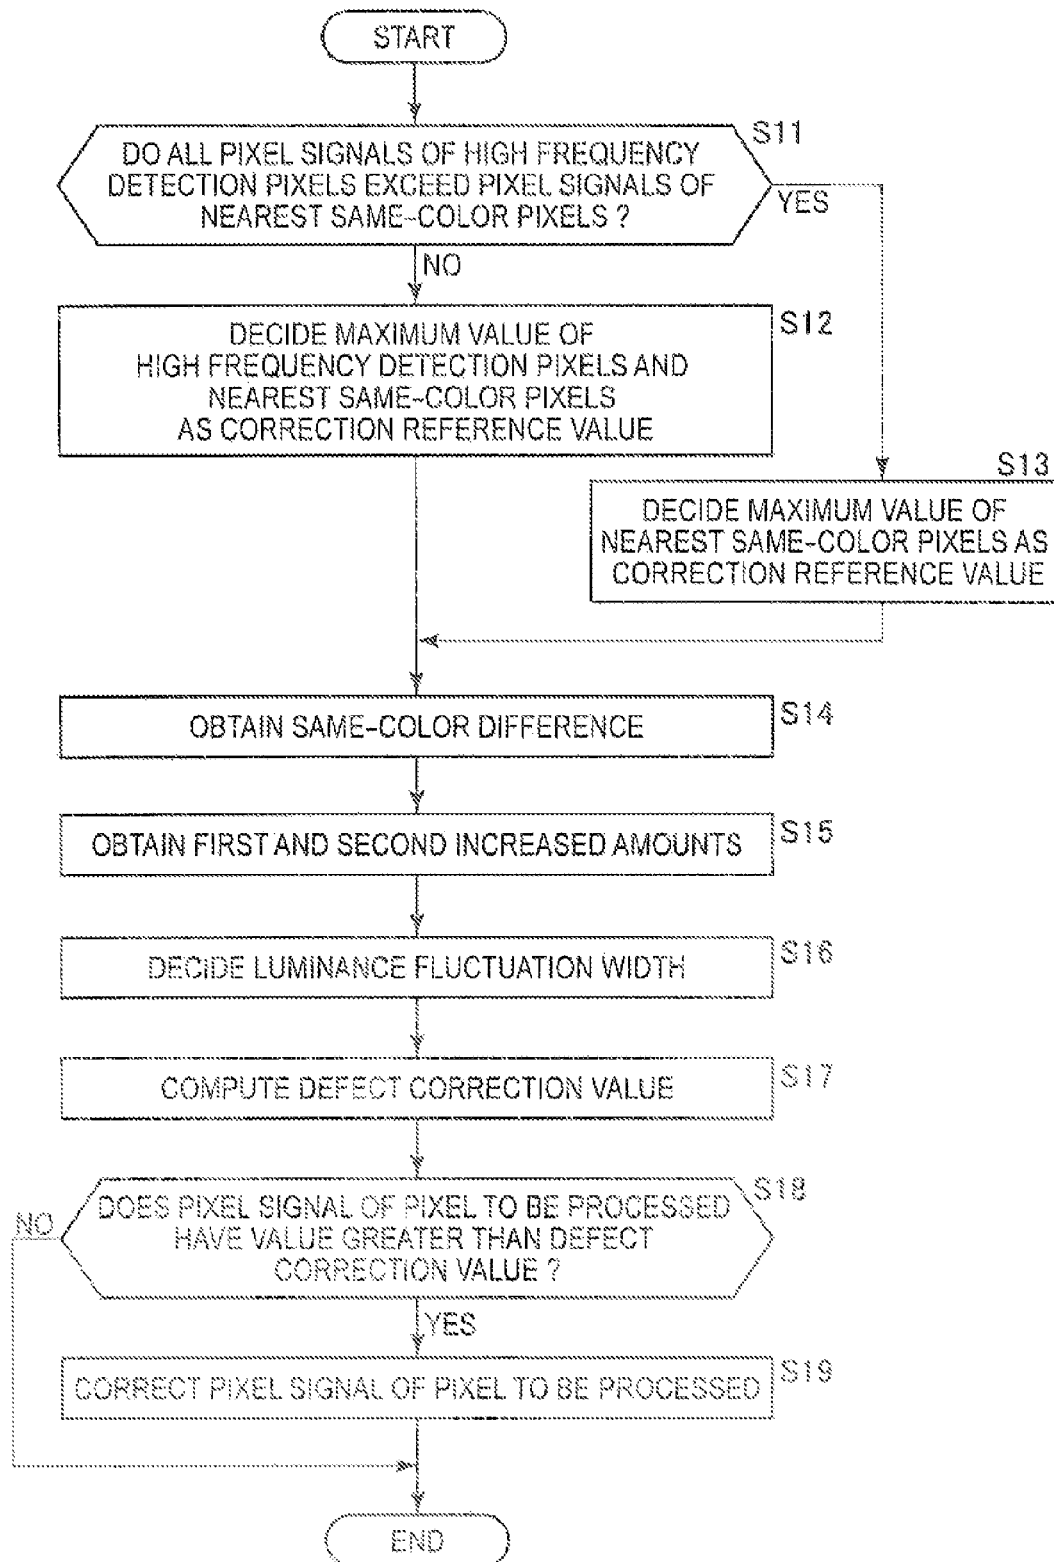 START
S11
DO ALL PIXEL SIGNALS OF HIGH FREQUENCY
DETECTION PIXELS EXCEED PIXEL SIGNALS OF
NEAREST SAME-COLOR PIXELS ?
YES
NO
S12
DECIDE MAXIMUM VALUE OF
HIGH FREQUENCY DETECTION PIXELS AND
NEAREST SAME-COLOR PIXELS
AS CORRECTION REFERENCE VALUE
S13
DECIDE MAXIMUM VALUE OF
NEAREST SAME-COLOR PIXELS AS
CORRECTION REFERENCE VALUE
S14
OBTAIN SAME-COLOR DIFFERENCE
S15
OBTAIN FIRST AND SECOND INCREASED AMOUNTS
S16
DECIDE LUMINANCE FLUCTUATION WIDTH
S17
COMPUTE DEFECT CORRECTION VALUE
S18
DOES PIXEL SIGNAL OF PIXEL TO BE PROCESSED
HAVE VALUE GREATER THAN DEFECT
CORRECTION VALUE ?
NO
YES
S19
CORRECT PIXEL SIGNAL OF PIXEL TO BE PROCESSED
END